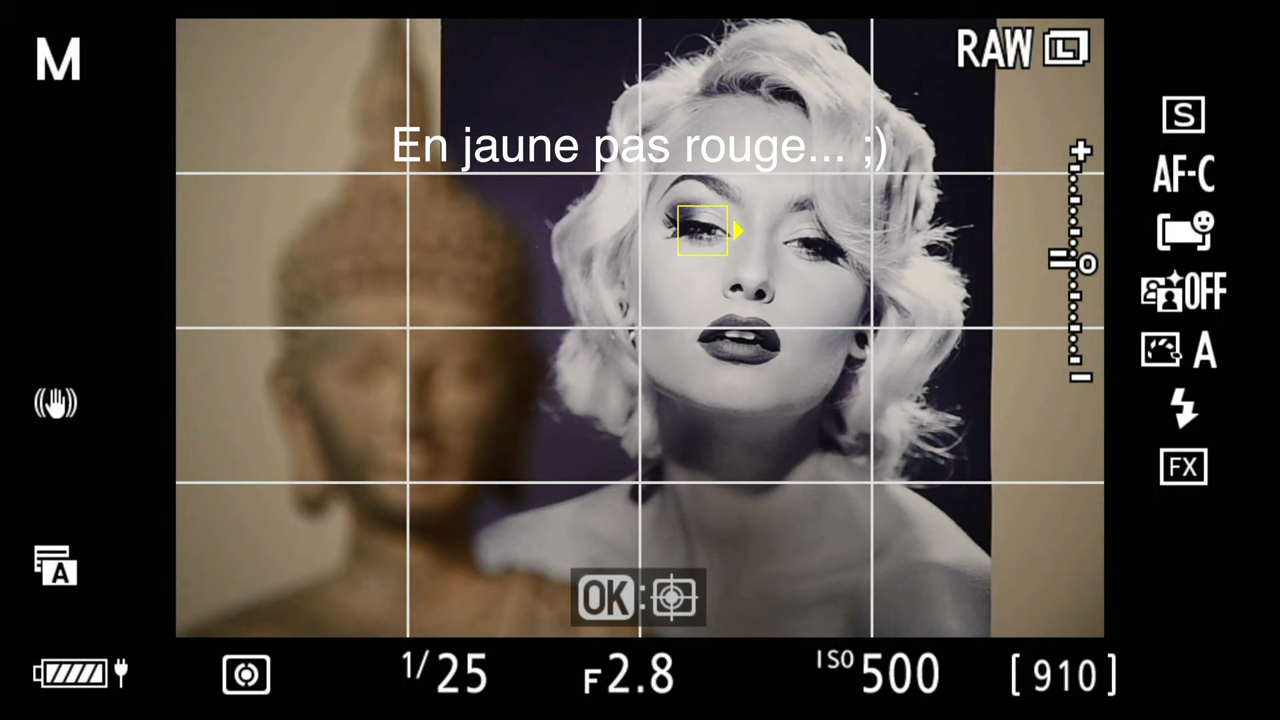 M
RAW L
En jaune pas rouge... ;)
S
AF-C
OFF
A
FX
A
OK:
1/25
F2.8
ISO 500
[910]